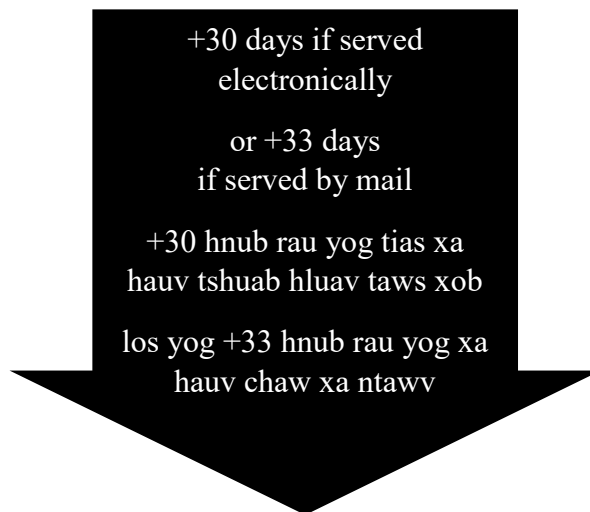 +30 days if served
electronically
or +33 days
if served by mail
+30 hnub rau yog tias xa
hauv tshuab hluav taws xob
los yog +33 hnub rau yog xa
hauv chaw xa ntawv